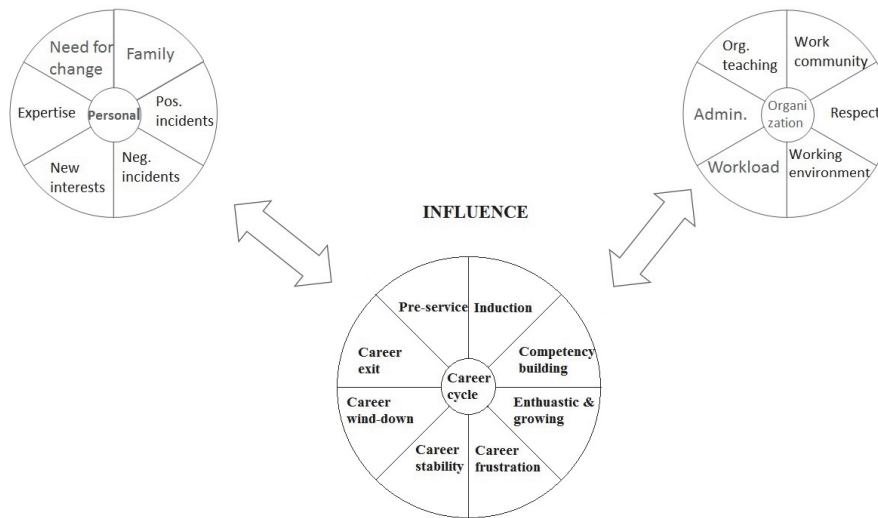 Need for
change
Family
Expertise
Personal
Pos.
incidents
New
interests
Neg.
incidents
Org.
teaching
Work
community
Admin.
Organi
zation
Respect
Workload
Working
environment
INFLUENCE
Pre-service
Induction
Career
exit
Competency
building
Career
cycle
Career
wind-down
Enthuastic &
growing
Career
stability
Career
frustration